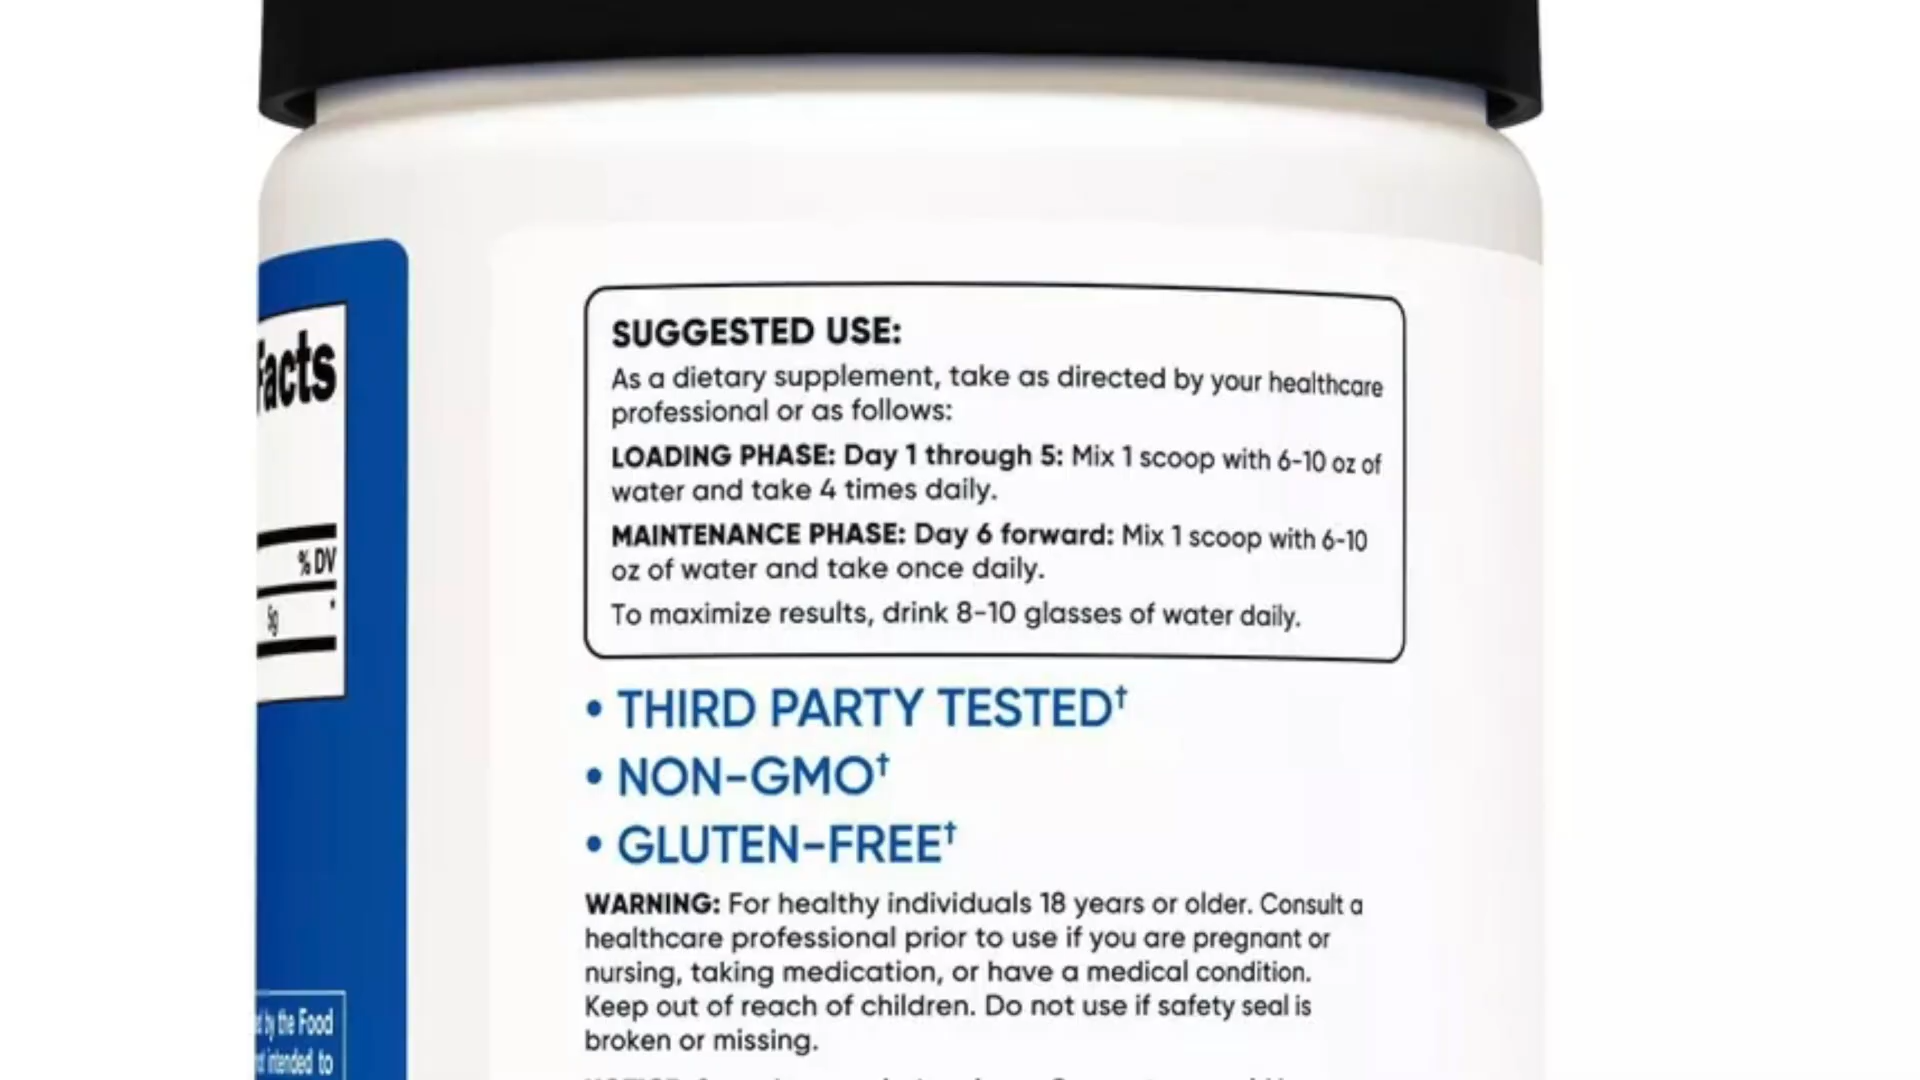 Facts
% DV
5g *
by the Food
intended to
SUGGESTED USE:
As a dietary supplement, take as directed by your healthcare
professional or as follows:
LOADING PHASE: Day 1 through 5: Mix 1 scoop with 6-10 oz of
water and take 4 times daily.
MAINTENANCE PHASE: Day 6 forward: Mix 1 scoop with 6-10
oz of water and take once daily.
To maximize results, drink 8-10 glasses of water daily.
• THIRD PARTY TESTED†
• NON-GMO†
• GLUTEN-FREE†
WARNING: For healthy individuals 18 years or older. Consult a
healthcare professional prior to use if you are pregnant or
nursing, taking medication, or have a medical condition.
Keep out of reach of children. Do not use if safety seal is
broken or missing.